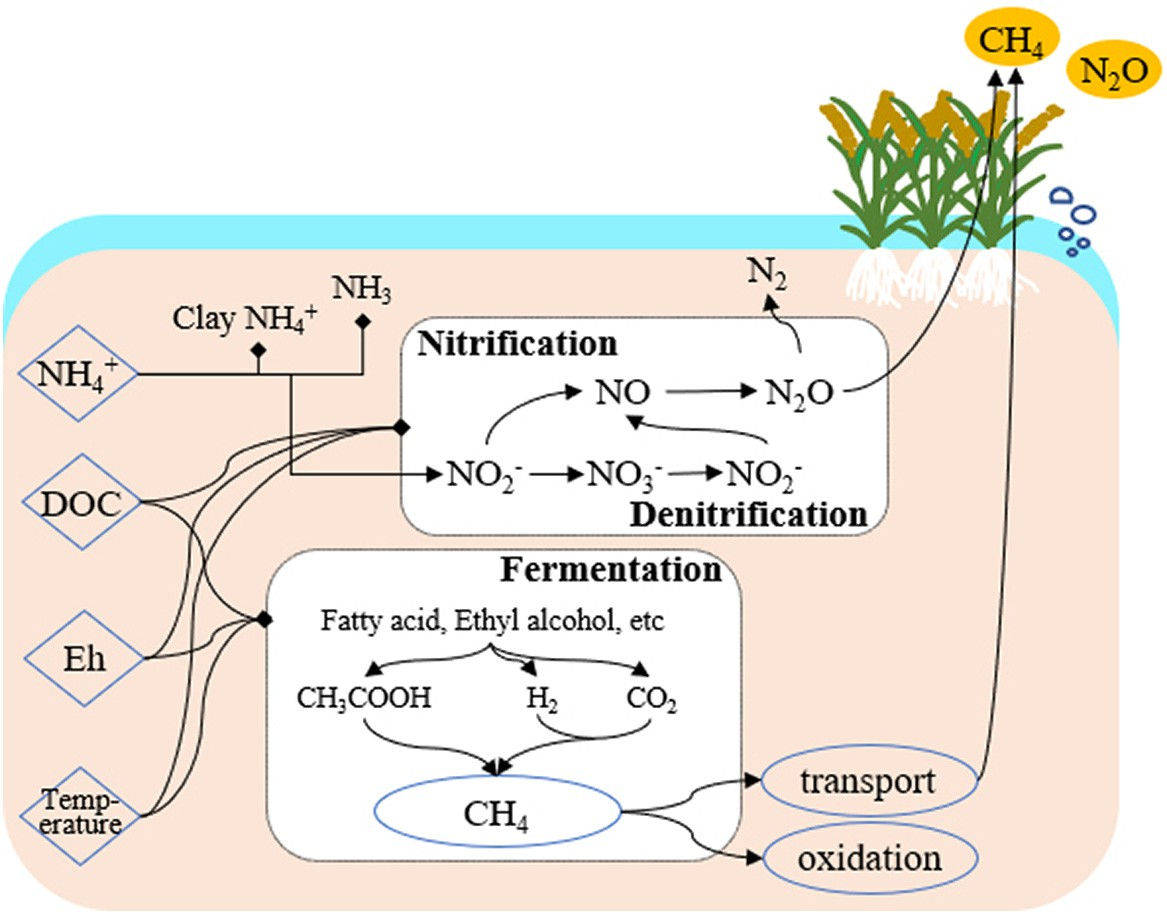 CH₄
N₂O
N₂
NH₃
Clay NH₄⁺
Nitrification
NH₄⁺
NO
N₂O
DOC
NO₂⁻
NO₃⁻
NO₂⁻
Denitrification
Fermentation
Fatty acid, Ethyl alcohol, etc
Eh
CH₃COOH
H₂
CO₂
Temp-
erature
CH₄
transport
oxidation